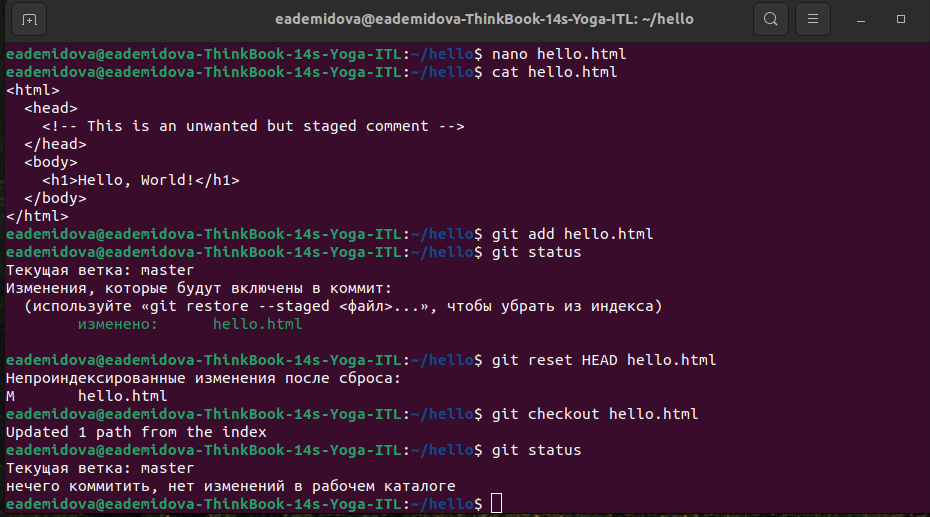 eademidova@eademidova-ThinkBook-14s-Yoga-ITL: ~/hello
eademidova@eademidova-ThinkBook-14s-Yoga-ITL:~/hello$ nano hello.html
eademidova@eademidova-ThinkBook-14s-Yoga-ITL:~/hello$ cat hello.html
<html>
  <head>
    <!-- This is an unwanted but staged comment -->
  </head>
  <body>
    <h1>Hello, World!</h1>
  </body>
</html>
eademidova@eademidova-ThinkBook-14s-Yoga-ITL:~/hello$ git add hello.html
eademidova@eademidova-ThinkBook-14s-Yoga-ITL:~/hello$ git status
Текущая ветка: master
Изменения, которые будут включены в коммит:
  (используйте «git restore --staged <файл>...», чтобы убрать из индекса)
        изменено:      hello.html
eademidova@eademidova-ThinkBook-14s-Yoga-ITL:~/hello$ git reset HEAD hello.html
Непроиндексированные изменения после сброса:
M       hello.html
eademidova@eademidova-ThinkBook-14s-Yoga-ITL:~/hello$ git checkout hello.html
Updated 1 path from the index
eademidova@eademidova-ThinkBook-14s-Yoga-ITL:~/hello$ git status
Текущая ветка: master
нечего коммитить, нет изменений в рабочем каталоге
eademidova@eademidova-ThinkBook-14s-Yoga-ITL:~/hello$